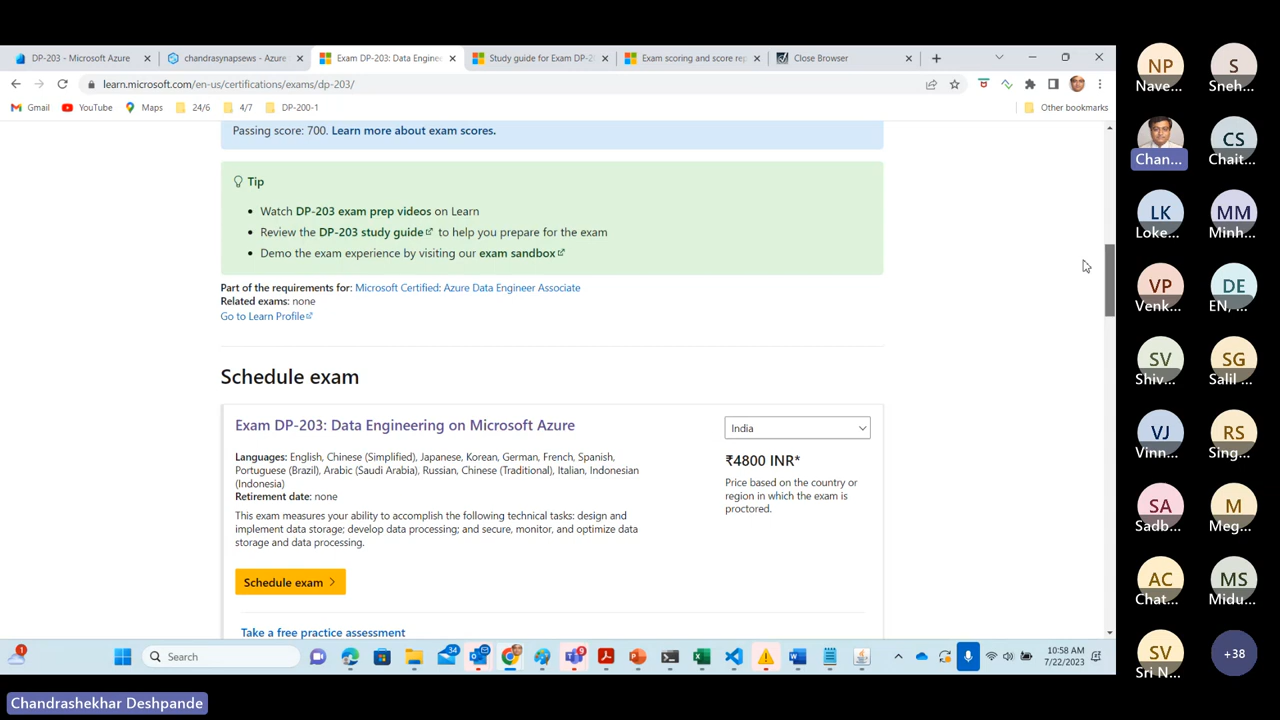 DP-203 - Microsoft Azure
chandrasynapsews - Azure
Exam DP-203: Data Enginee
Study guide for Exam DP-2
Exam scoring and score rep
Close Browser
learn.microsoft.com/en-us/certifications/exams/dp-203/
Gmail
YouTube
Maps
24/6
4/7
DP-200-1
Other bookmarks
Passing score: 700. Learn more about exam scores.
Tip
• Watch DP-203 exam prep videos on Learn
• Review the DP-203 study guide to help you prepare for the exam
• Demo the exam experience by visiting our exam sandbox
Part of the requirements for: Microsoft Certified: Azure Data Engineer Associate
Related exams: none
Go to Learn Profile
Schedule exam
Exam DP-203: Data Engineering on Microsoft Azure
Languages: English, Chinese (Simplified), Japanese, Korean, German, French, Spanish,
Portuguese (Brazil), Arabic (Saudi Arabia), Russian, Chinese (Traditional), Italian, Indonesian
(Indonesia)
Retirement date: none
This exam measures your ability to accomplish the following technical tasks: design and
implement data storage; develop data processing; and secure, monitor, and optimize data
storage and data processing.
Schedule exam
Take a free practice assessment
India
₹4800 INR*
Price based on the country or
region in which the exam is
proctored.
1
Search
34
9
10:58 AM
7/22/2023
NP
Nave...
S
Sneh...
Chan...
CS
Chait...
LK
Loke...
MM
Minh...
VP
Venk...
DE
EN, ...
SV
Shiv...
SG
Salil ...
VJ
Vinn...
RS
Sing...
SA
Sadb...
M
Meg...
AC
Chat...
MS
Midu...
SV
Sri N...
+38
Chandrashekhar Deshpande